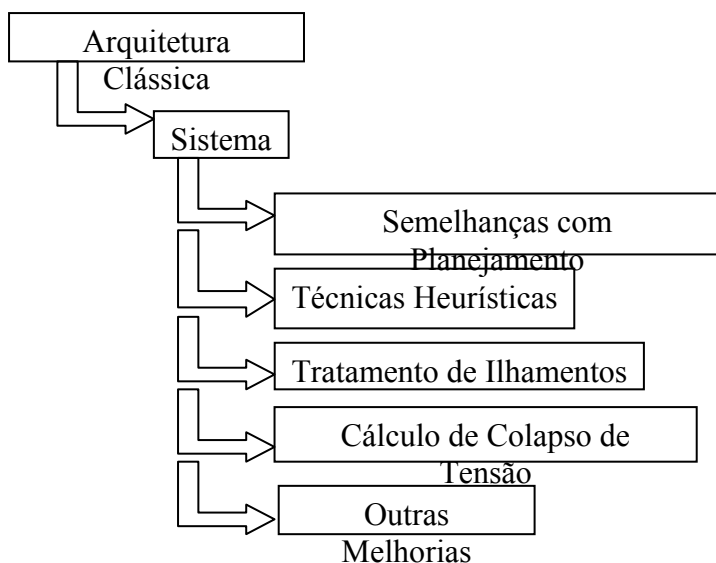 Arquitetura
Clássica
Sistema
Semelhanças com
Planejamento
Técnicas Heurísticas
Tratamento de Ilhamentos
Cálculo de Colapso de
Tensão
Outras
Melhorias